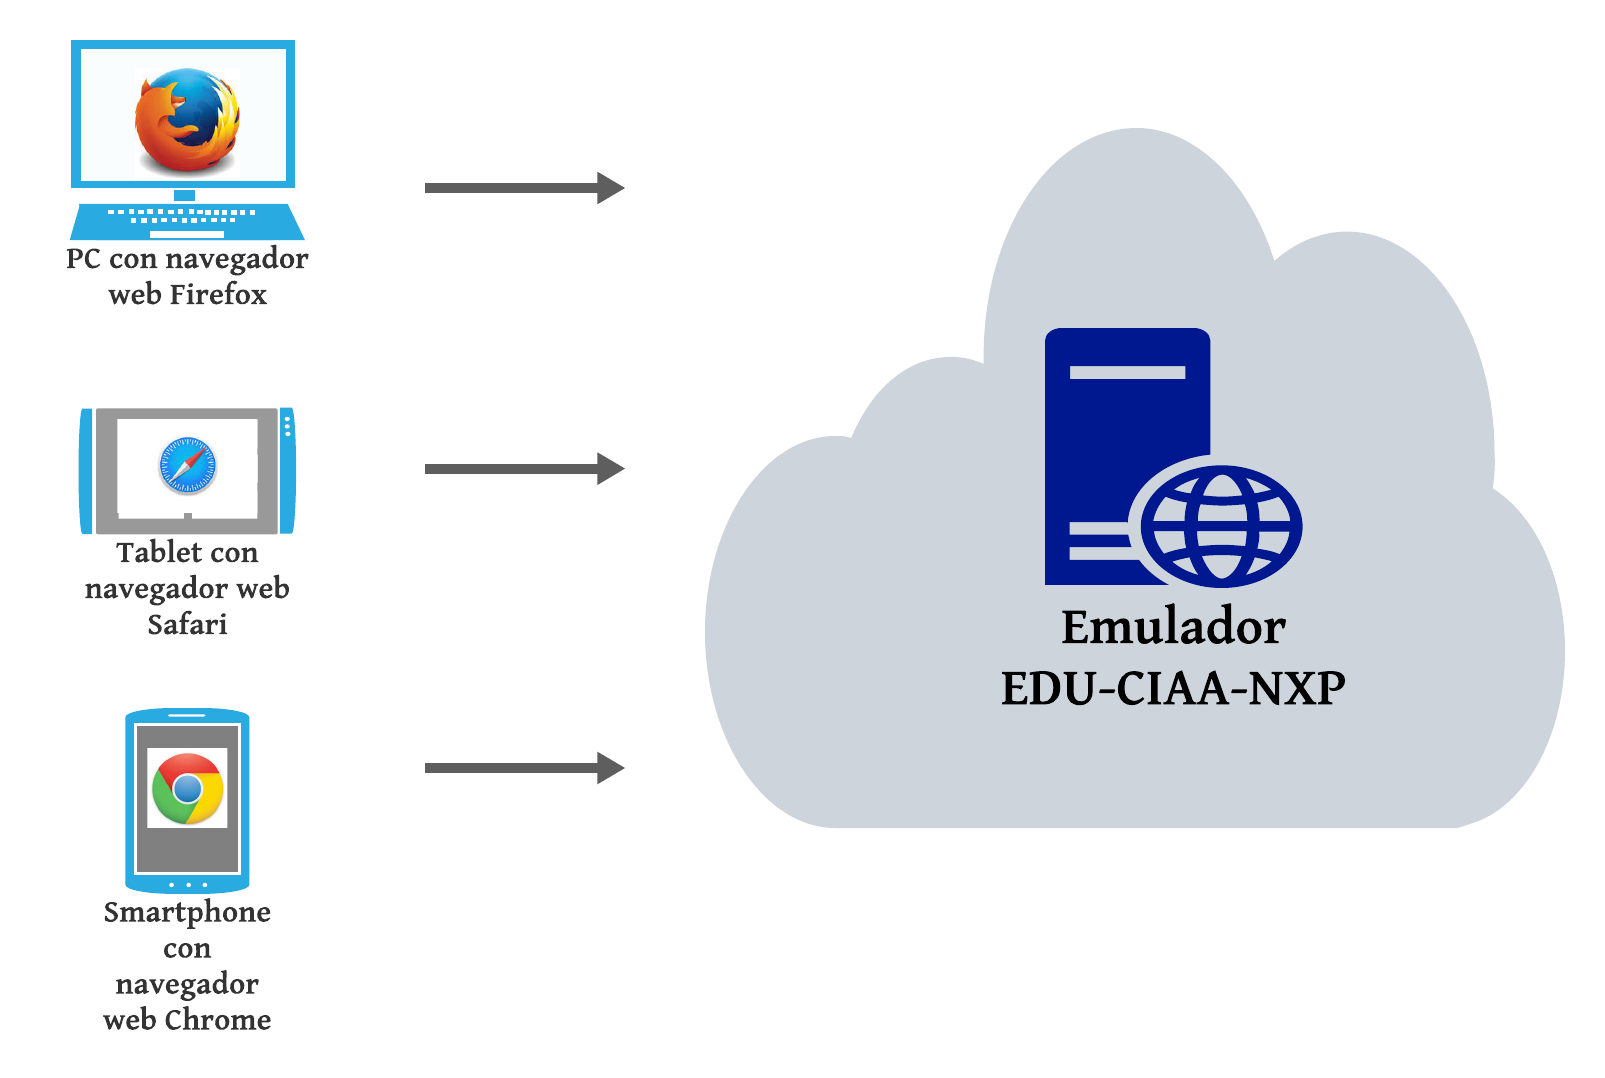 PC con navegador
web Firefox
Tablet con
navegador web
Safari
Smartphone
con
navegador
web Chrome
Emulador
EDU-CIAA-NXP